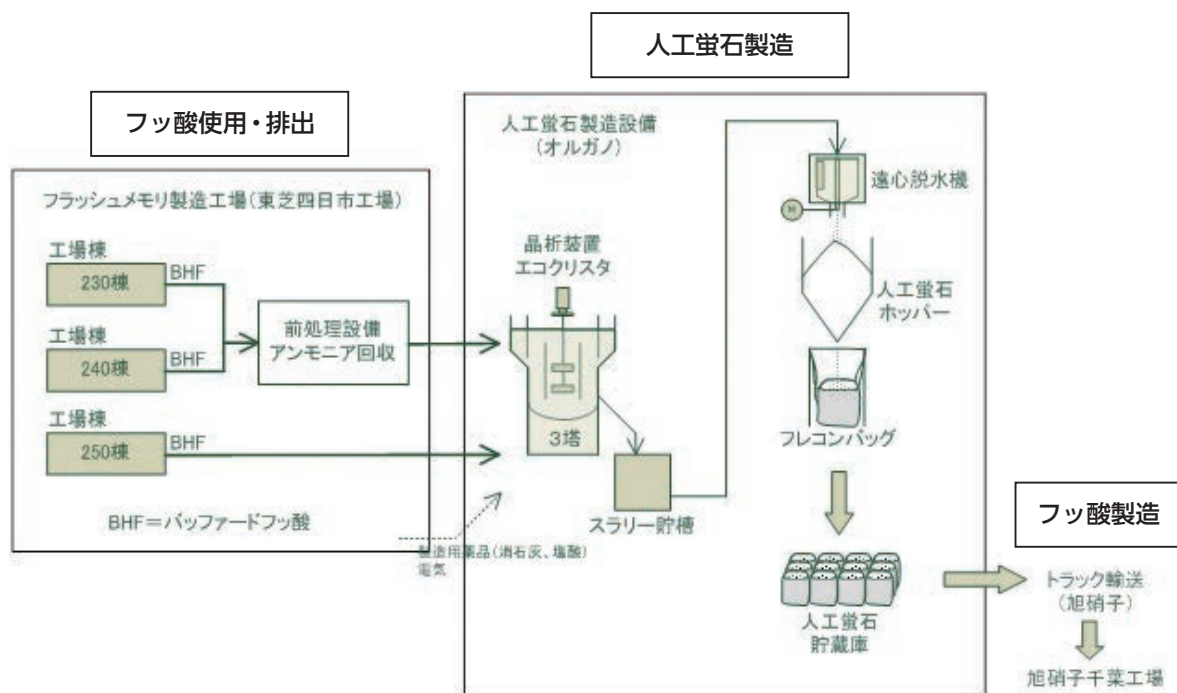 人工蛍石製造
フッ酸使用・排出
フラッシュメモリ製造工場(東芝四日市工場)
工場棟
230棟
BHF
工場棟
240棟
BHF
前処理設備
アンモニア回収
工場棟
250棟
BHF
BHF=バッファードフッ酸
人工蛍石製造設備
(オルガノ)
晶析装置
エコクリスタ
3塔
スラリー貯槽
製造用薬品(消石灰、塩酸)
電気
M
遠心脱水機
人工蛍石
ホッパー
フレコンバッグ
人工蛍石
貯蔵庫
フッ酸製造
トラック輸送
(旭硝子)
旭硝子千葉工場